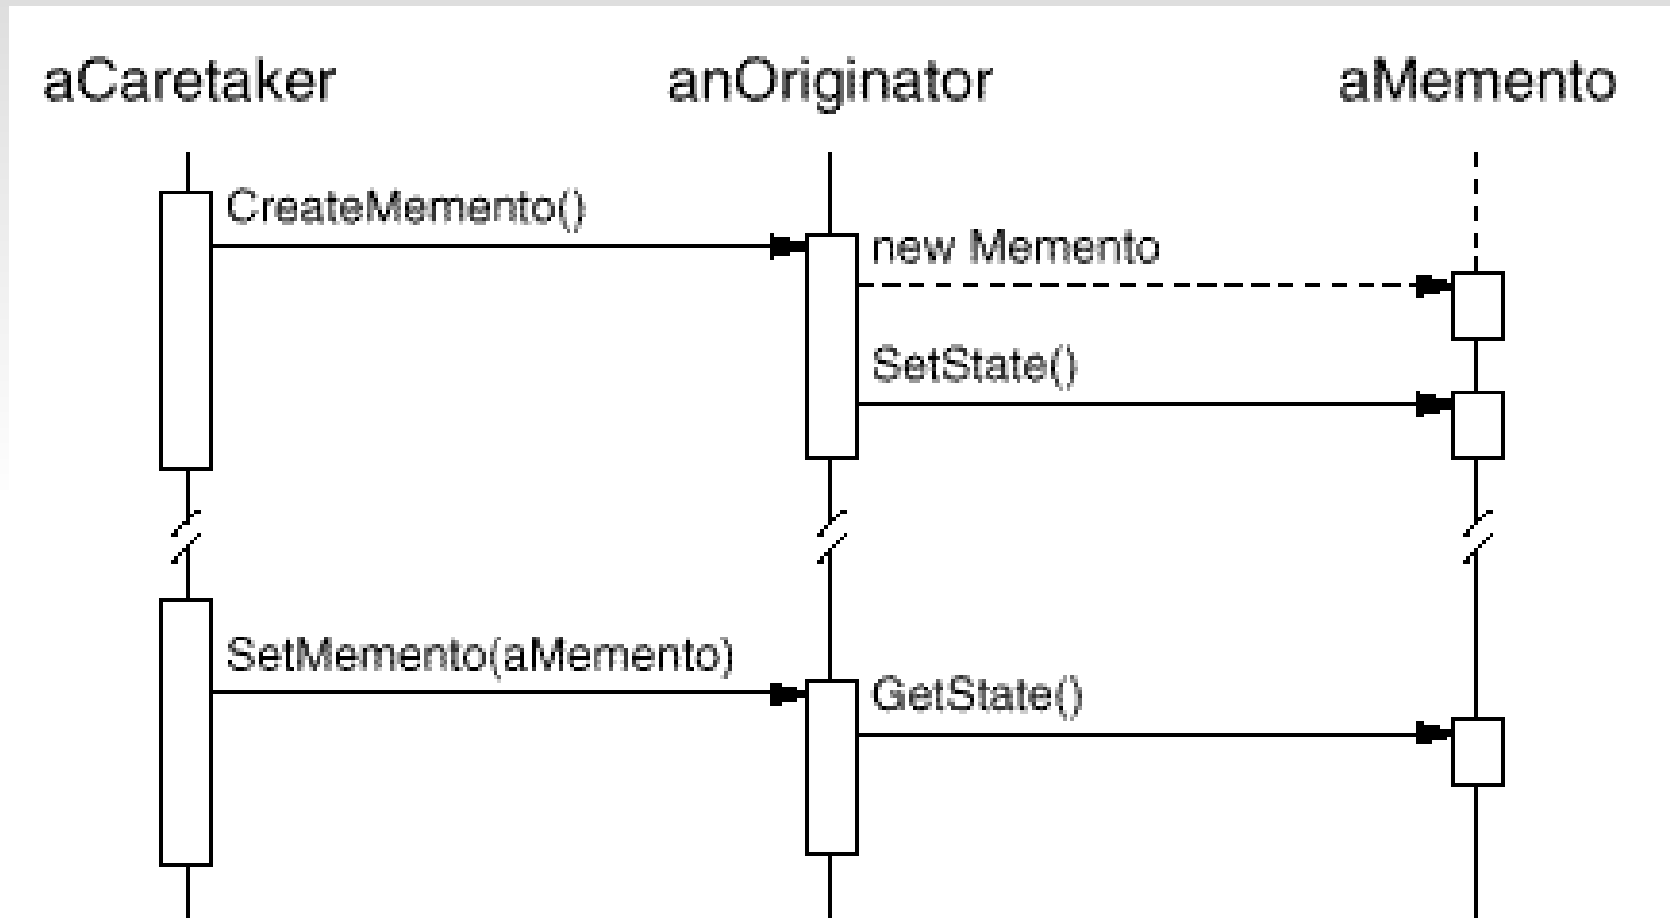 aCaretaker anOriginator aMemento
CreateMemento()
new Memento
SetState()
SetMemento(aMemento)
GetState()